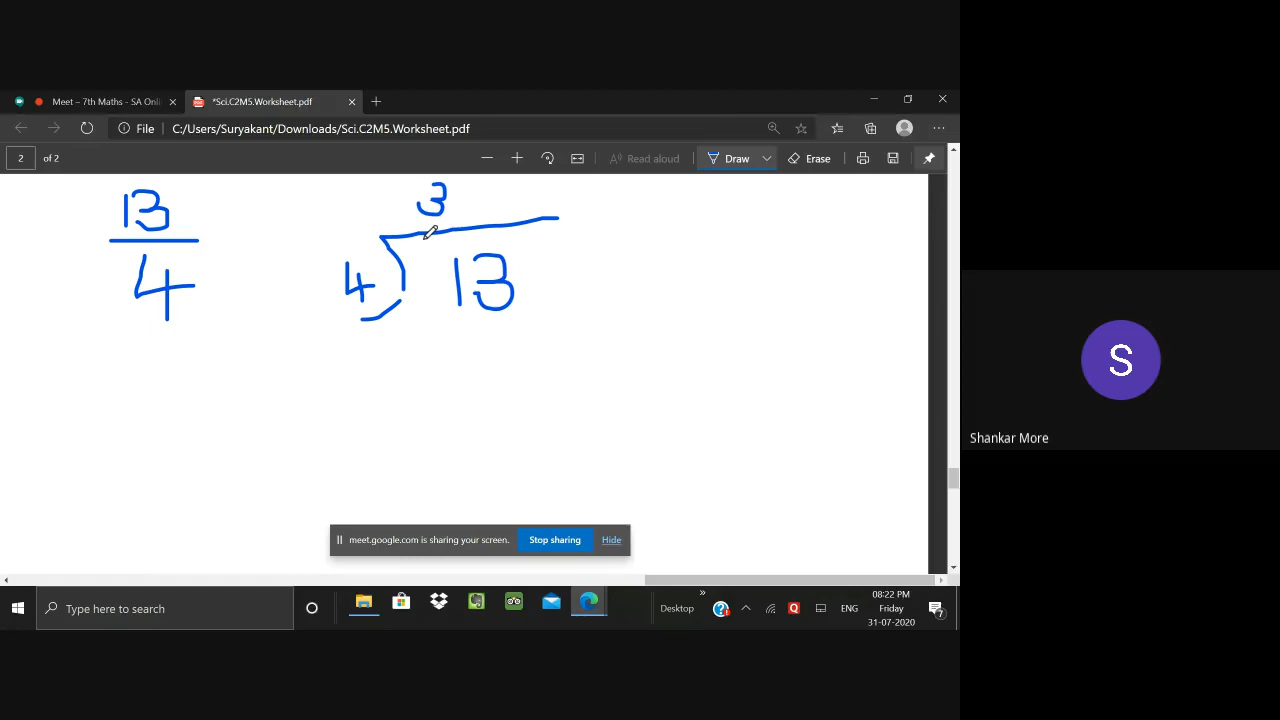 Meet – 7th Maths - SA Onli
*Sci.C2M5.Worksheet.pdf
File
C:/Users/Suryakant/Downloads/Sci.C2M5.Worksheet.pdf
2 of 2
Read aloud
Draw
Erase
13
4
3
4 13
S
Shankar More
meet.google.com is sharing your screen.
Stop sharing
Hide
Type here to search
Desktop
»
ENG
08:22 PM
Friday
31-07-2020
7